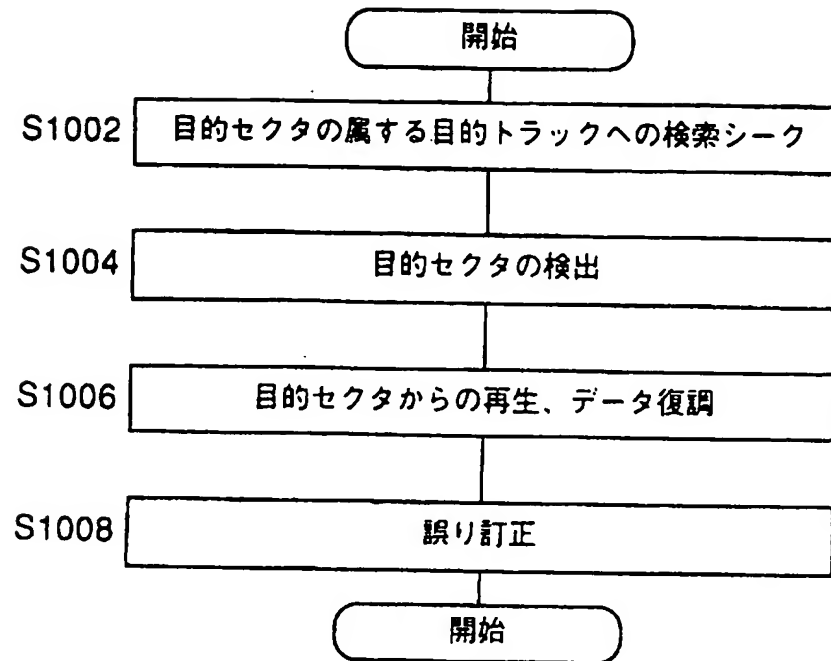 開始
S1002 目的セクタの属する目的トラックへの検索シーク
S1004 目的セクタの検出
S1006 目的セクタからの再生、データ復調
S1008 誤り訂正
開始